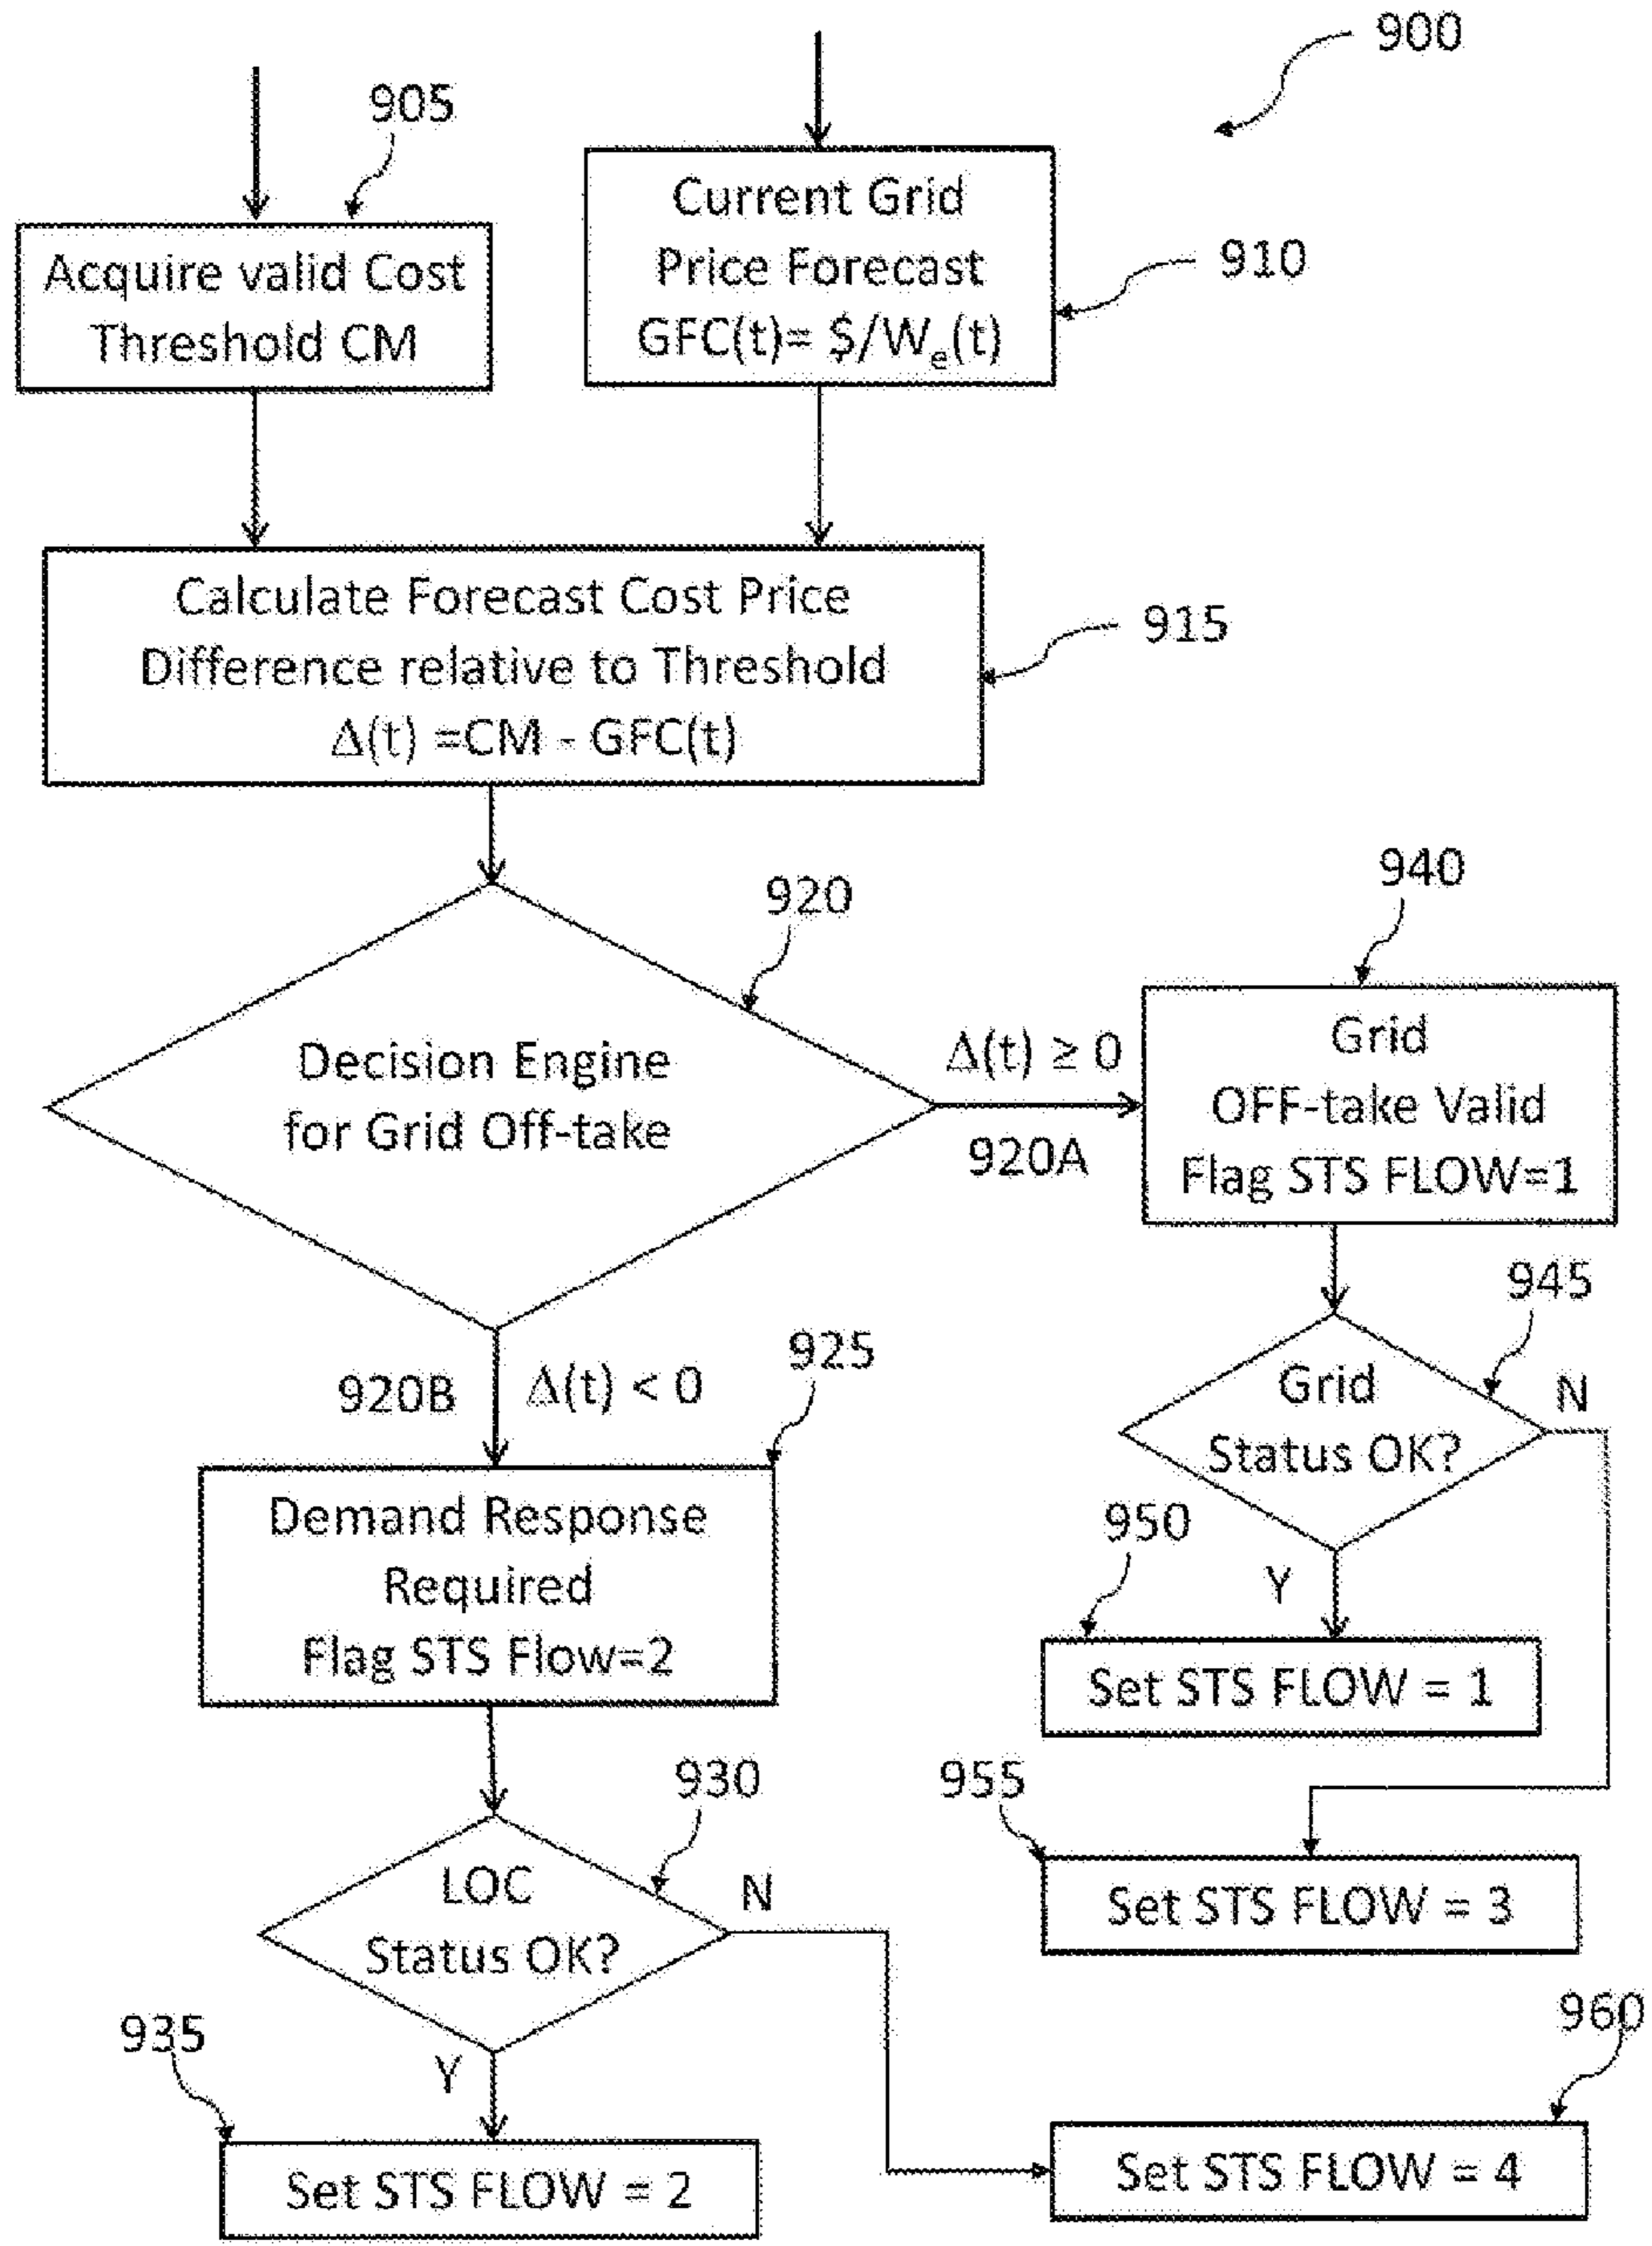 900
905
Acquire valid Cost
Threshold CM
Current Grid
Price Forecast
GFC(t)= $/We(t)
910
Calculate Forecast Cost Price
Difference relative to Threshold
Δ(t) =CM - GFC(t)
915
920
Decision Engine
for Grid Off-take
Δ(t) ≥ 0
920A
940
Grid
OFF-take Valid
Flag STS FLOW=1
920B
Δ(t) < 0
925
Demand Response
Required
Flag STS Flow=2
945
Grid
Status OK?
N
Y
950
Set STS FLOW = 1
955
Set STS FLOW = 3
930
LOC
Status OK?
N
Y
935
Set STS FLOW = 2
960
Set STS FLOW = 4